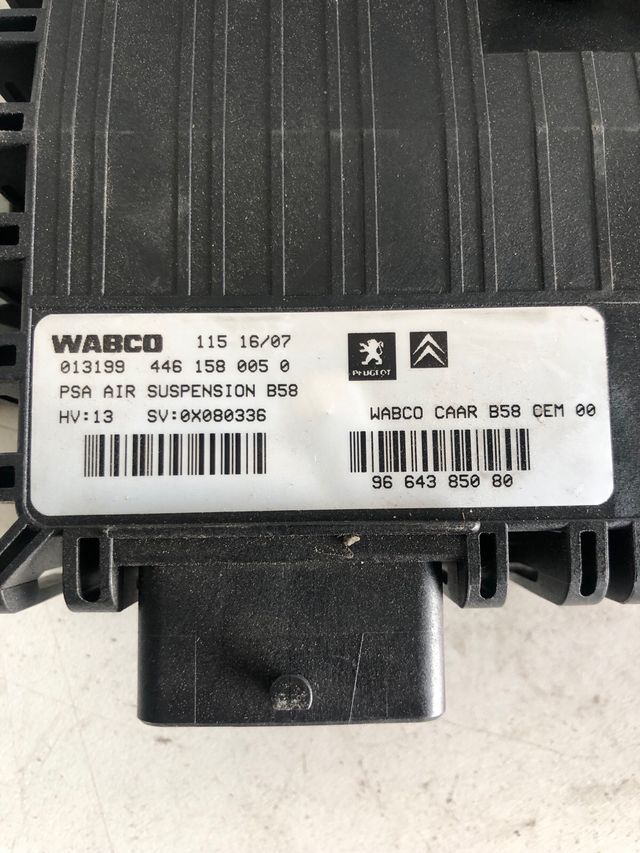 WABCO 115 16/07
013199 446 158 005 0
PSA AIR SUSPENSION B58
HV:13 SV:0X080336
PEUGEOT
WABCO CAAR B58 CEM 00
96 643 850 80